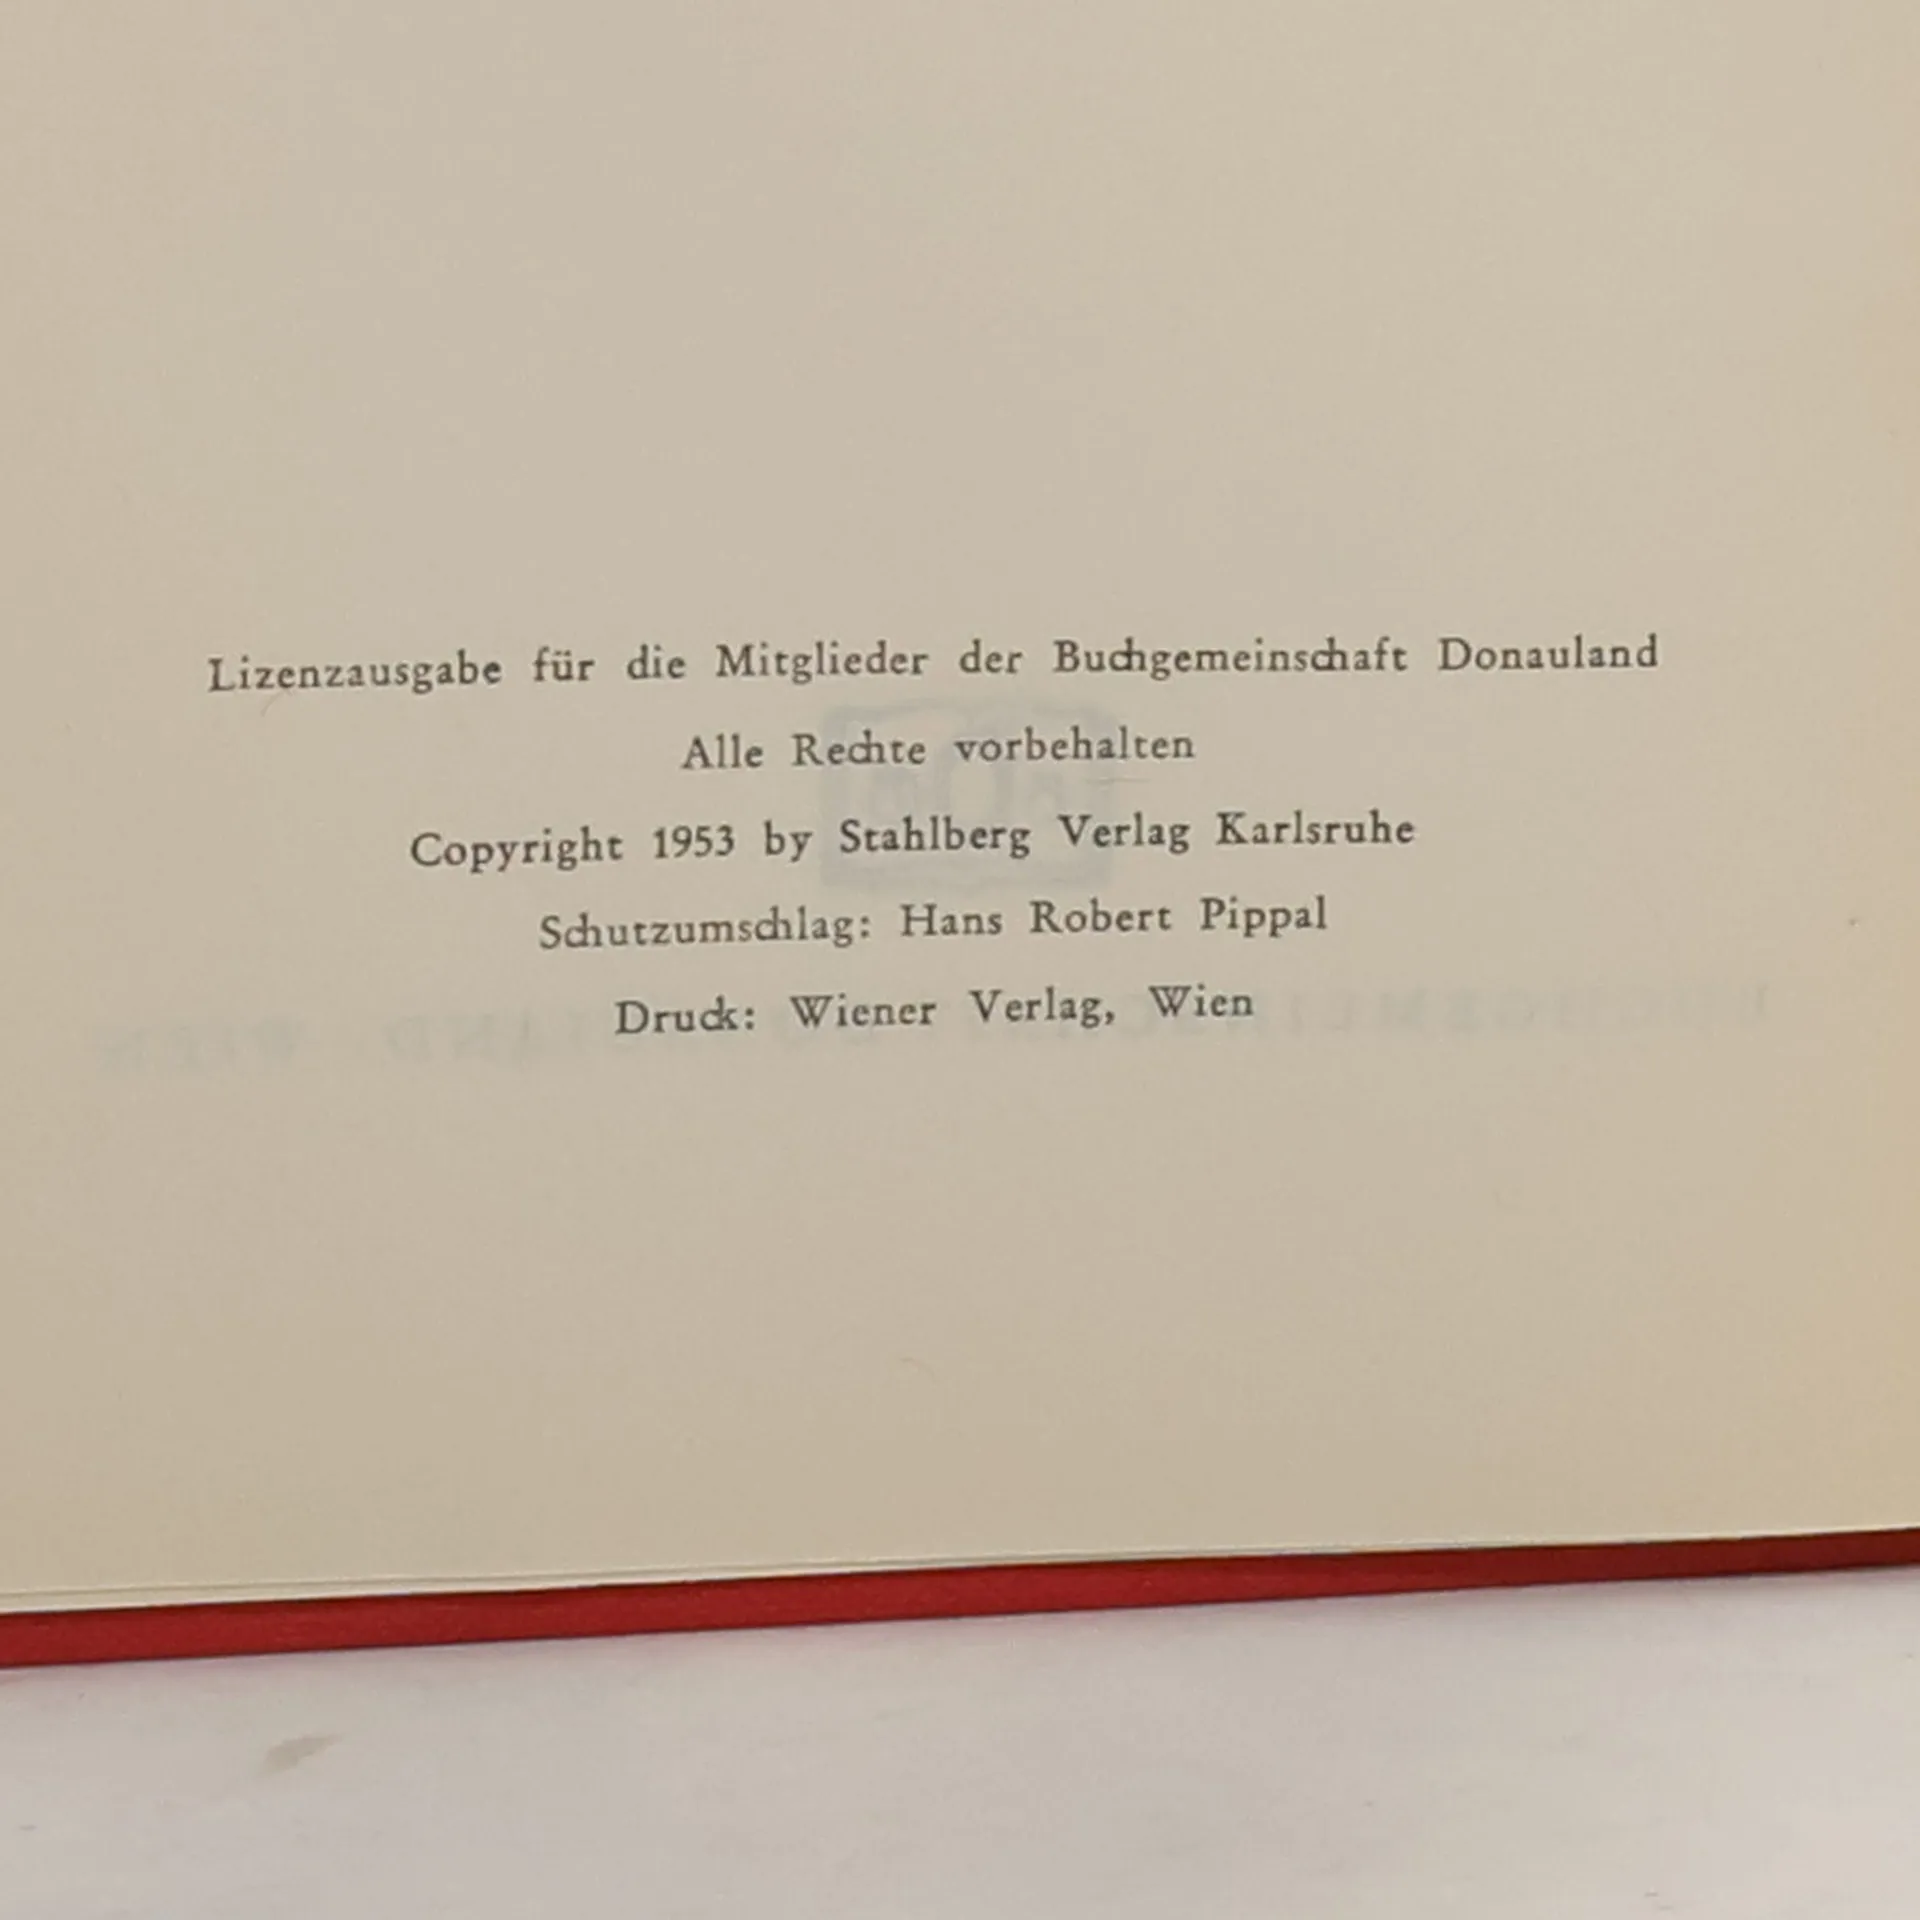 Lizenzausgabe für die Mitglieder der Buchgemeinschaft Donauland
Alle Rechte vorbehalten
Copyright 1953 by Stahlberg Verlag Karlsruhe
Schutzumschlag: Hans Robert Pippal
Druck: Wiener Verlag, Wien